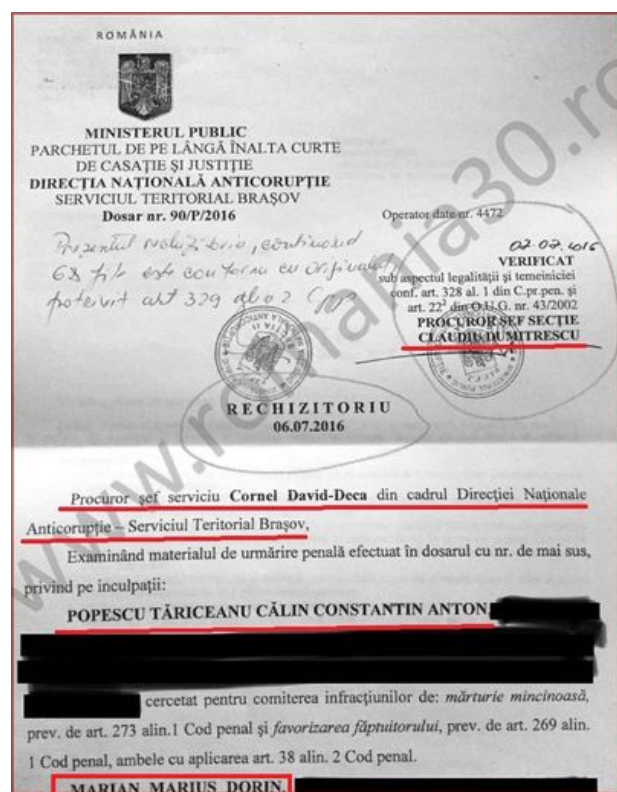 ROMÂNIA
MINISTERUL PUBLIC
PARCHETUL DE PE LÂNGĂ ÎNALTA CURTE
DE CASAȚIE ȘI JUSTIȚIE
DIRECȚIA NAȚIONALĂ ANTICORUPȚIE
SERVICIUL TERITORIAL BRAȘOV
Dosar nr. 90/P/2016
Operator date nr. 4472
Prezentul rechizitoriu, continând
68 file este conform cu originalul
potrivit art 329 al 2 Cpp
VERIFICAT
sub aspectul legalității și temeiniciei
conf. art. 328 al. 1 din C.pr.pen. și
art. 22² din O.U.G. nr. 43/2002
PROCUROR ȘEF SECȚIE
CLAUDIU DUMITRESCU
RECHIZITORIU
06.07.2016
Procuror șef serviciu Cornel David-Deca din cadrul Direcției Naționale
Anticorupție – Serviciul Teritorial Brașov,
Examinând materialul de urmărire penală efectuat în dosarul cu nr. de mai sus,
privind pe inculpații:
POPESCU TĂRICEANU CĂLIN CONSTANTIN ANTON,
cercetat pentru comiterea infracțiunilor de: mărturie mincinoasă,
prev. de art. 273 alin.1 Cod penal și favorizarea făptuitorului, prev. de art. 269 alin.
1 Cod penal, ambele cu aplicarea art. 38 alin. 2 Cod penal.
MARIAN MARIUS DORIN,
www.romania30.ro